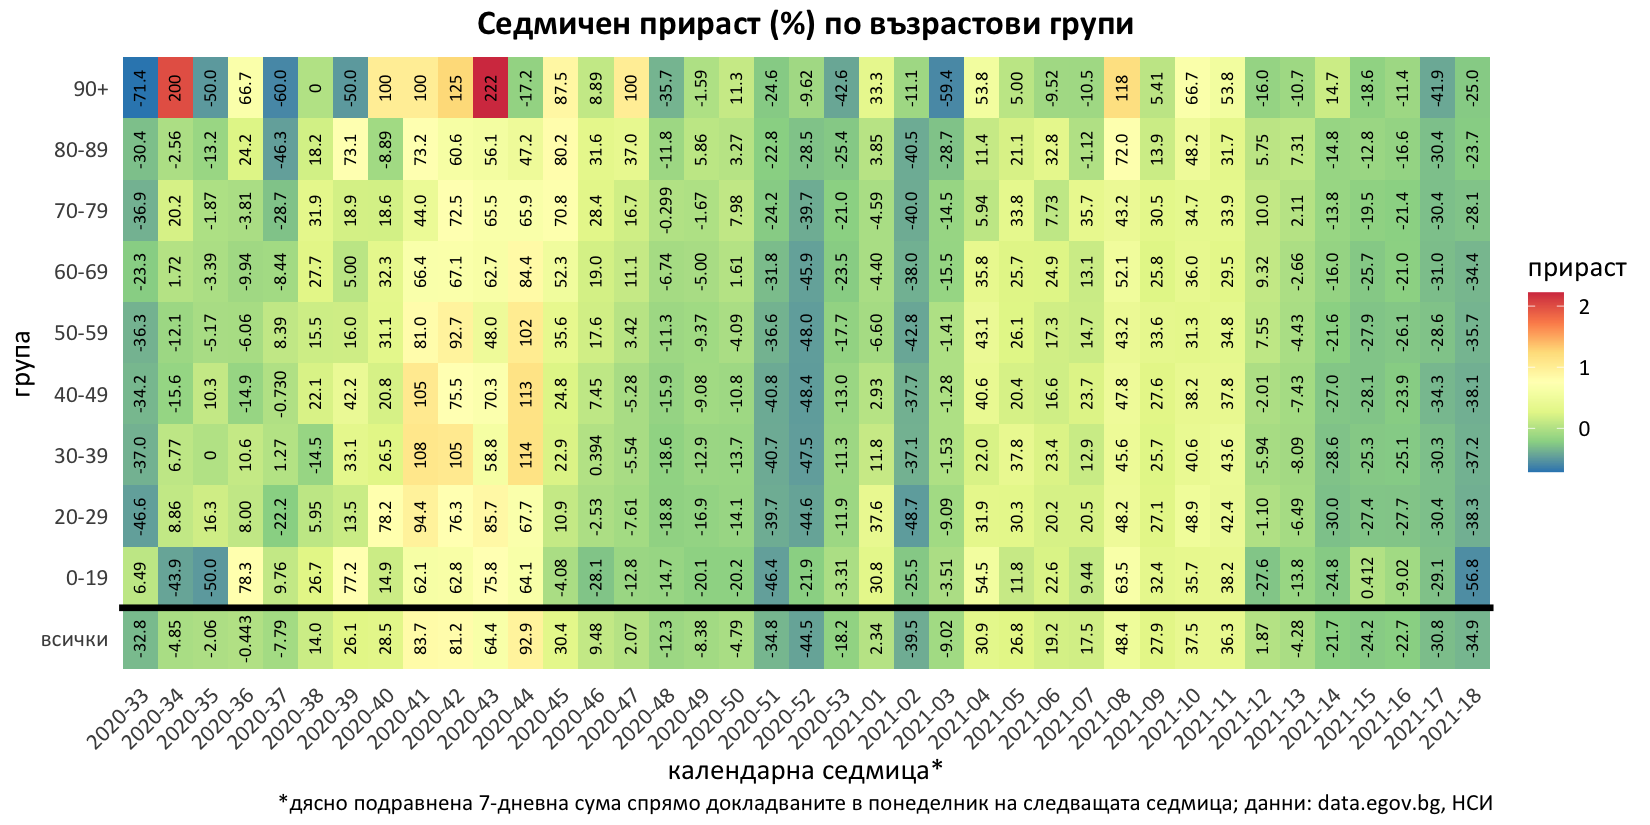 Седмичен прираст (%) по възрастови групи
90+ -71.4 200 -50.0 66.7 -60.0 0 -50.0 100 100 125 222 -17.2 87.5 8.89 100 -35.7 -1.59 11.3 -24.6 -9.62 -42.6 33.3 -11.1 -59.4 53.8 5.00 -9.52 -10.5 118 5.41 66.7 53.8 -16.0 -10.7 14.7 -18.6 -11.4 -41.9 -25.0
80-89 -30.4 -2.56 -13.2 24.2 -46.3 18.2 73.1 -8.89 73.2 60.6 56.1 47.2 80.2 31.6 37.0 -11.8 5.86 3.27 -22.8 -28.5 -25.4 3.85 -40.5 -28.7 11.4 21.1 32.8 -1.12 72.0 13.9 48.2 31.7 5.75 7.31 -14.8 -12.8 -16.6 -30.4 -23.7
70-79 -36.9 20.2 -1.87 -3.81 -28.7 31.9 18.9 18.6 44.0 72.5 65.5 65.9 70.8 28.4 16.7 -0.299 -1.67 7.98 -24.2 -39.7 -21.0 -4.59 -40.0 -14.5 5.94 33.8 7.73 35.7 43.2 30.5 34.7 33.9 10.0 2.11 -13.8 -19.5 -21.4 -30.4 -28.1
60-69 -23.3 1.72 -3.39 -9.94 -8.44 27.7 5.00 32.3 66.4 67.1 62.7 84.4 52.3 19.0 11.1 -6.74 -5.00 1.61 -31.8 -45.9 -23.5 -4.40 -38.0 -15.5 35.8 25.7 24.9 13.1 52.1 25.8 36.0 29.5 9.32 -2.66 -16.0 -25.7 -21.0 -31.0 -34.4
50-59 -36.3 -12.1 -5.17 -6.06 8.39 15.5 16.0 31.1 81.0 92.7 48.0 102 35.6 17.6 3.42 -11.3 -9.37 -4.09 -36.6 -48.0 -17.7 -6.60 -42.8 -1.41 43.1 26.1 17.3 14.7 43.2 33.6 31.3 34.8 7.55 -4.43 -21.6 -27.9 -26.1 -28.6 -35.7
40-49 -34.2 -15.6 10.3 -14.9 -0.730 22.1 42.2 20.8 105 75.5 70.3 113 24.8 7.45 -5.28 -15.9 -9.08 -10.8 -40.8 -48.4 -13.0 2.93 -37.7 -1.28 40.6 20.4 16.6 23.7 47.8 27.6 38.2 37.8 -2.01 -7.43 -27.0 -28.1 -23.9 -34.3 -38.1
30-39 -37.0 6.77 0 10.6 1.27 -14.5 33.1 26.5 108 105 58.8 114 22.9 0.394 -5.54 -18.6 -12.9 -13.7 -40.7 -47.5 -11.3 11.8 -37.1 -1.53 22.0 37.8 23.4 12.9 45.6 25.7 40.6 43.6 -5.94 -8.09 -28.6 -25.3 -25.1 -30.3 -37.2
20-29 -46.6 8.86 16.3 8.00 -22.2 5.95 13.5 78.2 94.4 76.3 85.7 67.7 10.9 -2.53 -7.61 -18.8 -16.9 -14.1 -39.7 -44.6 -11.9 37.6 -48.7 -9.09 31.9 30.3 20.2 20.5 48.2 27.1 48.9 42.4 -1.10 -6.49 -30.0 -27.4 -27.7 -30.4 -38.3
0-19 6.49 -43.9 -50.0 78.3 9.76 26.7 77.2 14.9 62.1 62.8 75.8 64.1 -4.08 -28.1 -12.8 -14.7 -20.1 -20.2 -46.4 -21.9 -3.31 30.8 -25.5 -3.51 54.5 11.8 22.6 9.44 63.5 32.4 35.7 38.2 -27.6 -13.8 -24.8 0.412 -9.02 -29.1 -56.8
всички -32.8 -4.85 -2.06 -0.443 -7.79 14.0 26.1 28.5 83.7 81.2 64.4 92.9 30.4 9.48 2.07 -12.3 -8.38 -4.79 -34.8 -44.5 -18.2 2.34 -39.5 -9.02 30.9 26.8 19.2 17.5 48.4 27.9 37.5 36.3 1.87 -4.28 -21.7 -24.2 -22.7 -30.8 -34.9
2020-33 2020-34 2020-35 2020-36 2020-37 2020-38 2020-39 2020-40 2020-41 2020-42 2020-43 2020-44 2020-45 2020-46 2020-47 2020-48 2020-49 2020-50 2020-51 2020-52 2020-53 2021-01 2021-02 2021-03 2021-04 2021-05 2021-06 2021-07 2021-08 2021-09 2021-10 2021-11 2021-12 2021-13 2021-14 2021-15 2021-16 2021-17 2021-18
група
календарна седмица*
*дясно подравнена 7-дневна сума спрямо докладваните в понеделник на следващата седмица; данни: data.egov.bg, НСИ
прираст
2
1
0